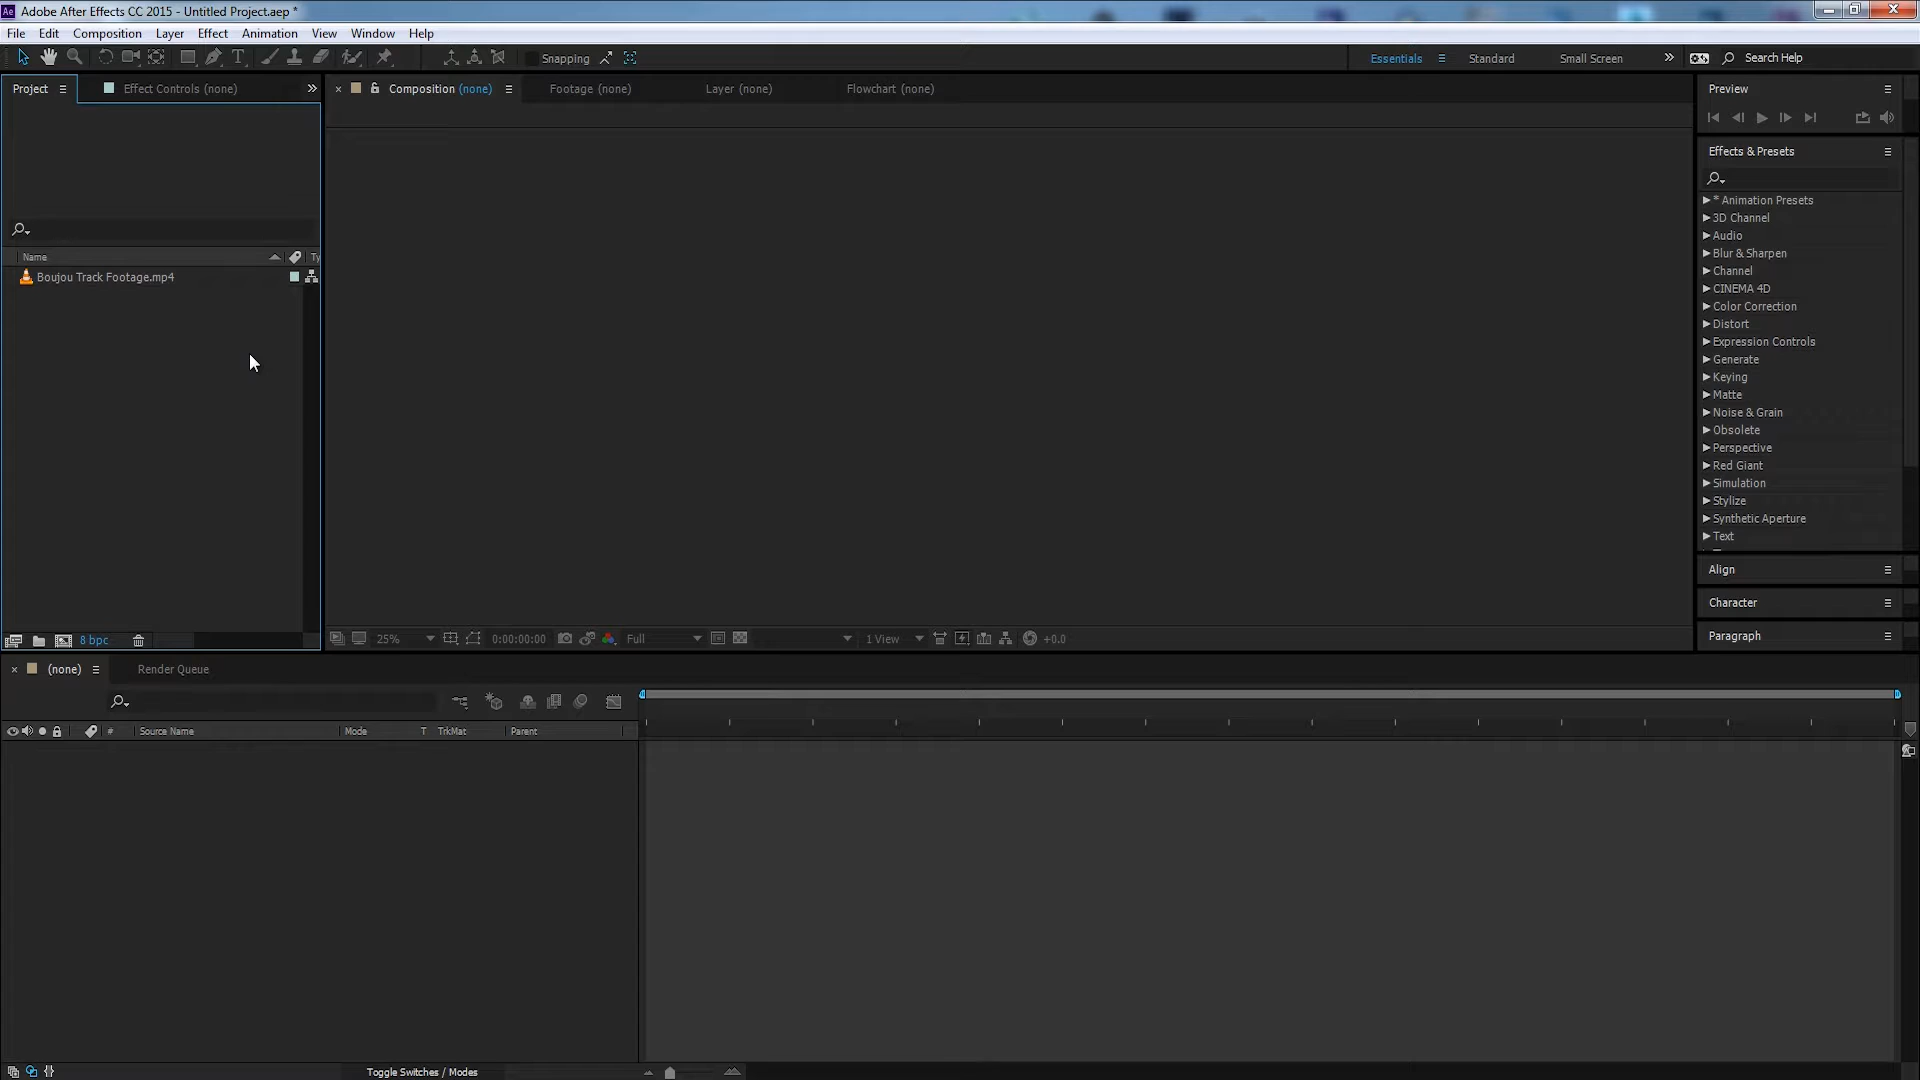 Adobe After Effects CC 2015 - Untitled Project.aep *
File Edit Composition Layer Effect Animation View Window Help
Snapping Essentials Standard Small Screen Search Help
Project Effect Controls (none) Composition (none) Footage (none) Layer (none) Flowchart (none) Preview
Effects & Presets
* Animation Presets
3D Channel
Audio
Blur & Sharpen
Channel
CINEMA 4D
Color Correction
Distort
Expression Controls
Generate
Keying
Matte
Noise & Grain
Obsolete
Perspective
Red Giant
Simulation
Stylize
Synthetic Aperture
Text
Align
Character
Paragraph
Name Ty
Boujou Track Footage.mp4
8 bpc 25% 0:00:00:00 Full 1 View +0.0
(none) Render Queue
# Source Name Mode T TrkMat Parent
Toggle Switches / Modes